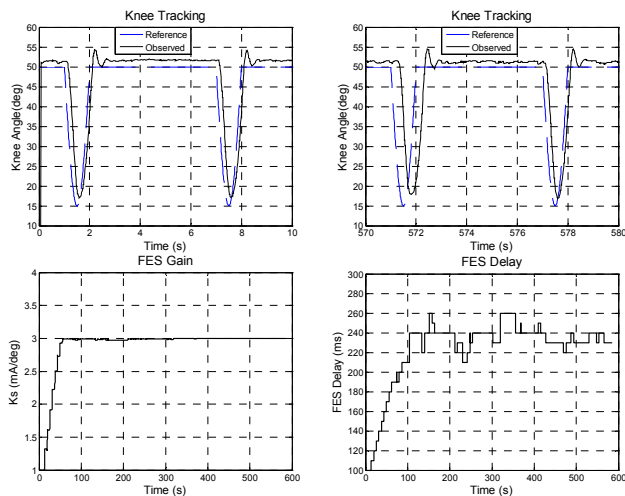 Knee Tracking
Reference
Observed
60
55
50
45
40
35
30
25
20
15
10
Knee Angle(deg)
0 2 4 6 8 10
Time (s)
Knee Tracking
Reference
Observed
60
55
50
45
40
35
30
25
20
15
10
Knee Angle(deg)
570 572 574 576 578 580
Time (s)
FES Gain
4
3.5
3
2.5
2
1.5
1
Ks (mA/deg)
0 100 200 300 400 500 600
Time (s)
FES Delay
300
280
260
240
220
200
180
160
140
120
100
FES Delay (ms)
0 100 200 300 400 500 600
Time (s)